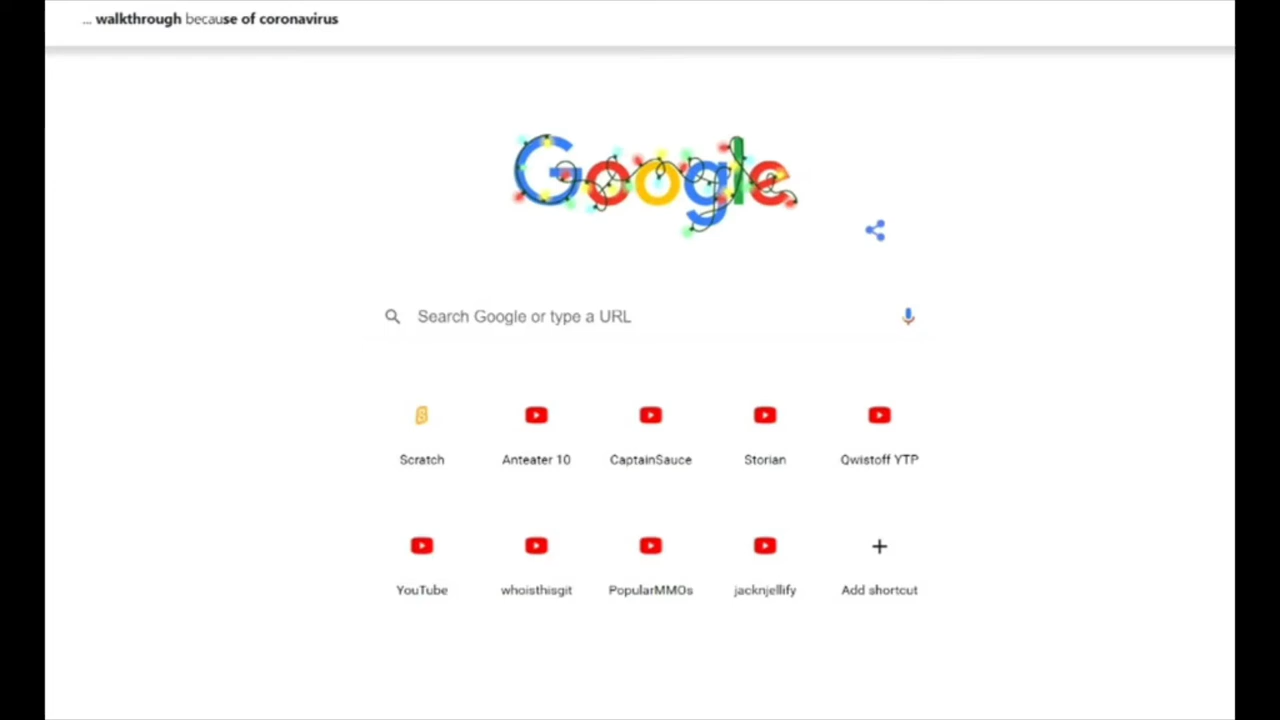 ... walkthrough because of coronavirus
Google
Search Google or type a URL
Scratch
Anteater 10
CaptainSauce
Storian
Qwistoff YTP
YouTube
whoisthisgit
PopularMMOs
jacknjellify
Add shortcut